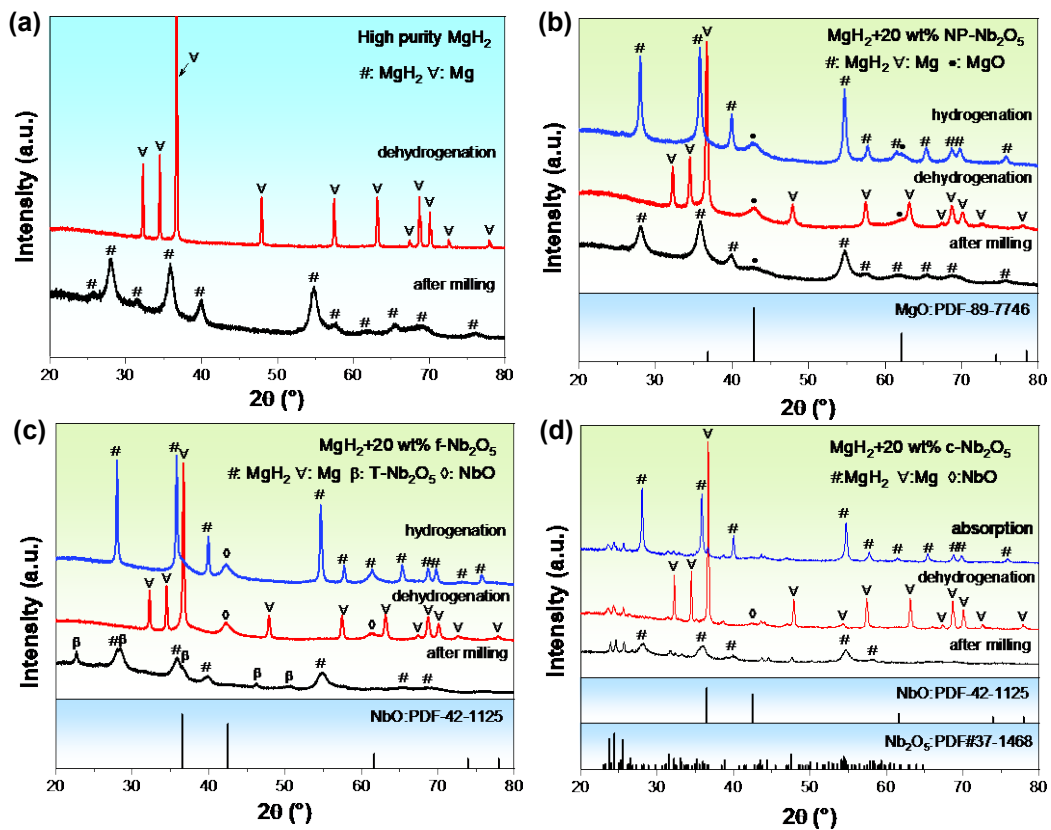 (a)
High purity MgH₂
#: MgH₂ ∀: Mg
∀
dehydrogenation
∀ ∀ ∀ ∀ ∀ ∀ ∀ ∀ ∀ ∀
after milling
# # # # # # # # # # #
Intensity (a.u.)
20 30 40 50 60 70 80
2θ (°)
(b)
MgH₂+20 wt% NP-Nb₂O₅
#: MgH₂ ∀: Mg •: MgO
# # ∀ # • # # # • # ## #
hydrogenation
∀ ∀ • ∀ ∀ • ∀ ∀ ∀ ∀ ∀ ∀
dehydrogenation
# # # • # # # # # #
after milling
MgO:PDF-89-7746
Intensity (a.u.)
20 30 40 50 60 70 80
2θ (°)
(c)
MgH₂+20 wt% f-Nb₂O₅
#: MgH₂ ∀: Mg β: T-Nb₂O₅ ◊: NbO
# # ∀ # ◊ # # # # ## # #
hydrogenation
∀ ∀ ◊ ∀ ∀ ◊ ∀ ∀ ∀ ∀ ∀ ∀
dehydrogenation
β # β # β # β β # # #
after milling
NbO:PDF-42-1125
Intensity (a.u.)
20 30 40 50 60 70 80
2θ (°)
(d)
MgH₂+20 wt% c-Nb₂O₅
#:MgH₂ ∀:Mg ◊:NbO
# # ∀ # # # # # ## #
absorption
∀ ∀ ◊ ∀ ∀ ∀ ∀ ∀ ∀ ∀ ∀ ∀
dehydrogenation
# # # # #
after milling
NbO:PDF-42-1125
Nb₂O₅:PDF#37-1468
Intensity (a.u.)
20 30 40 50 60 70 80
2θ (°)